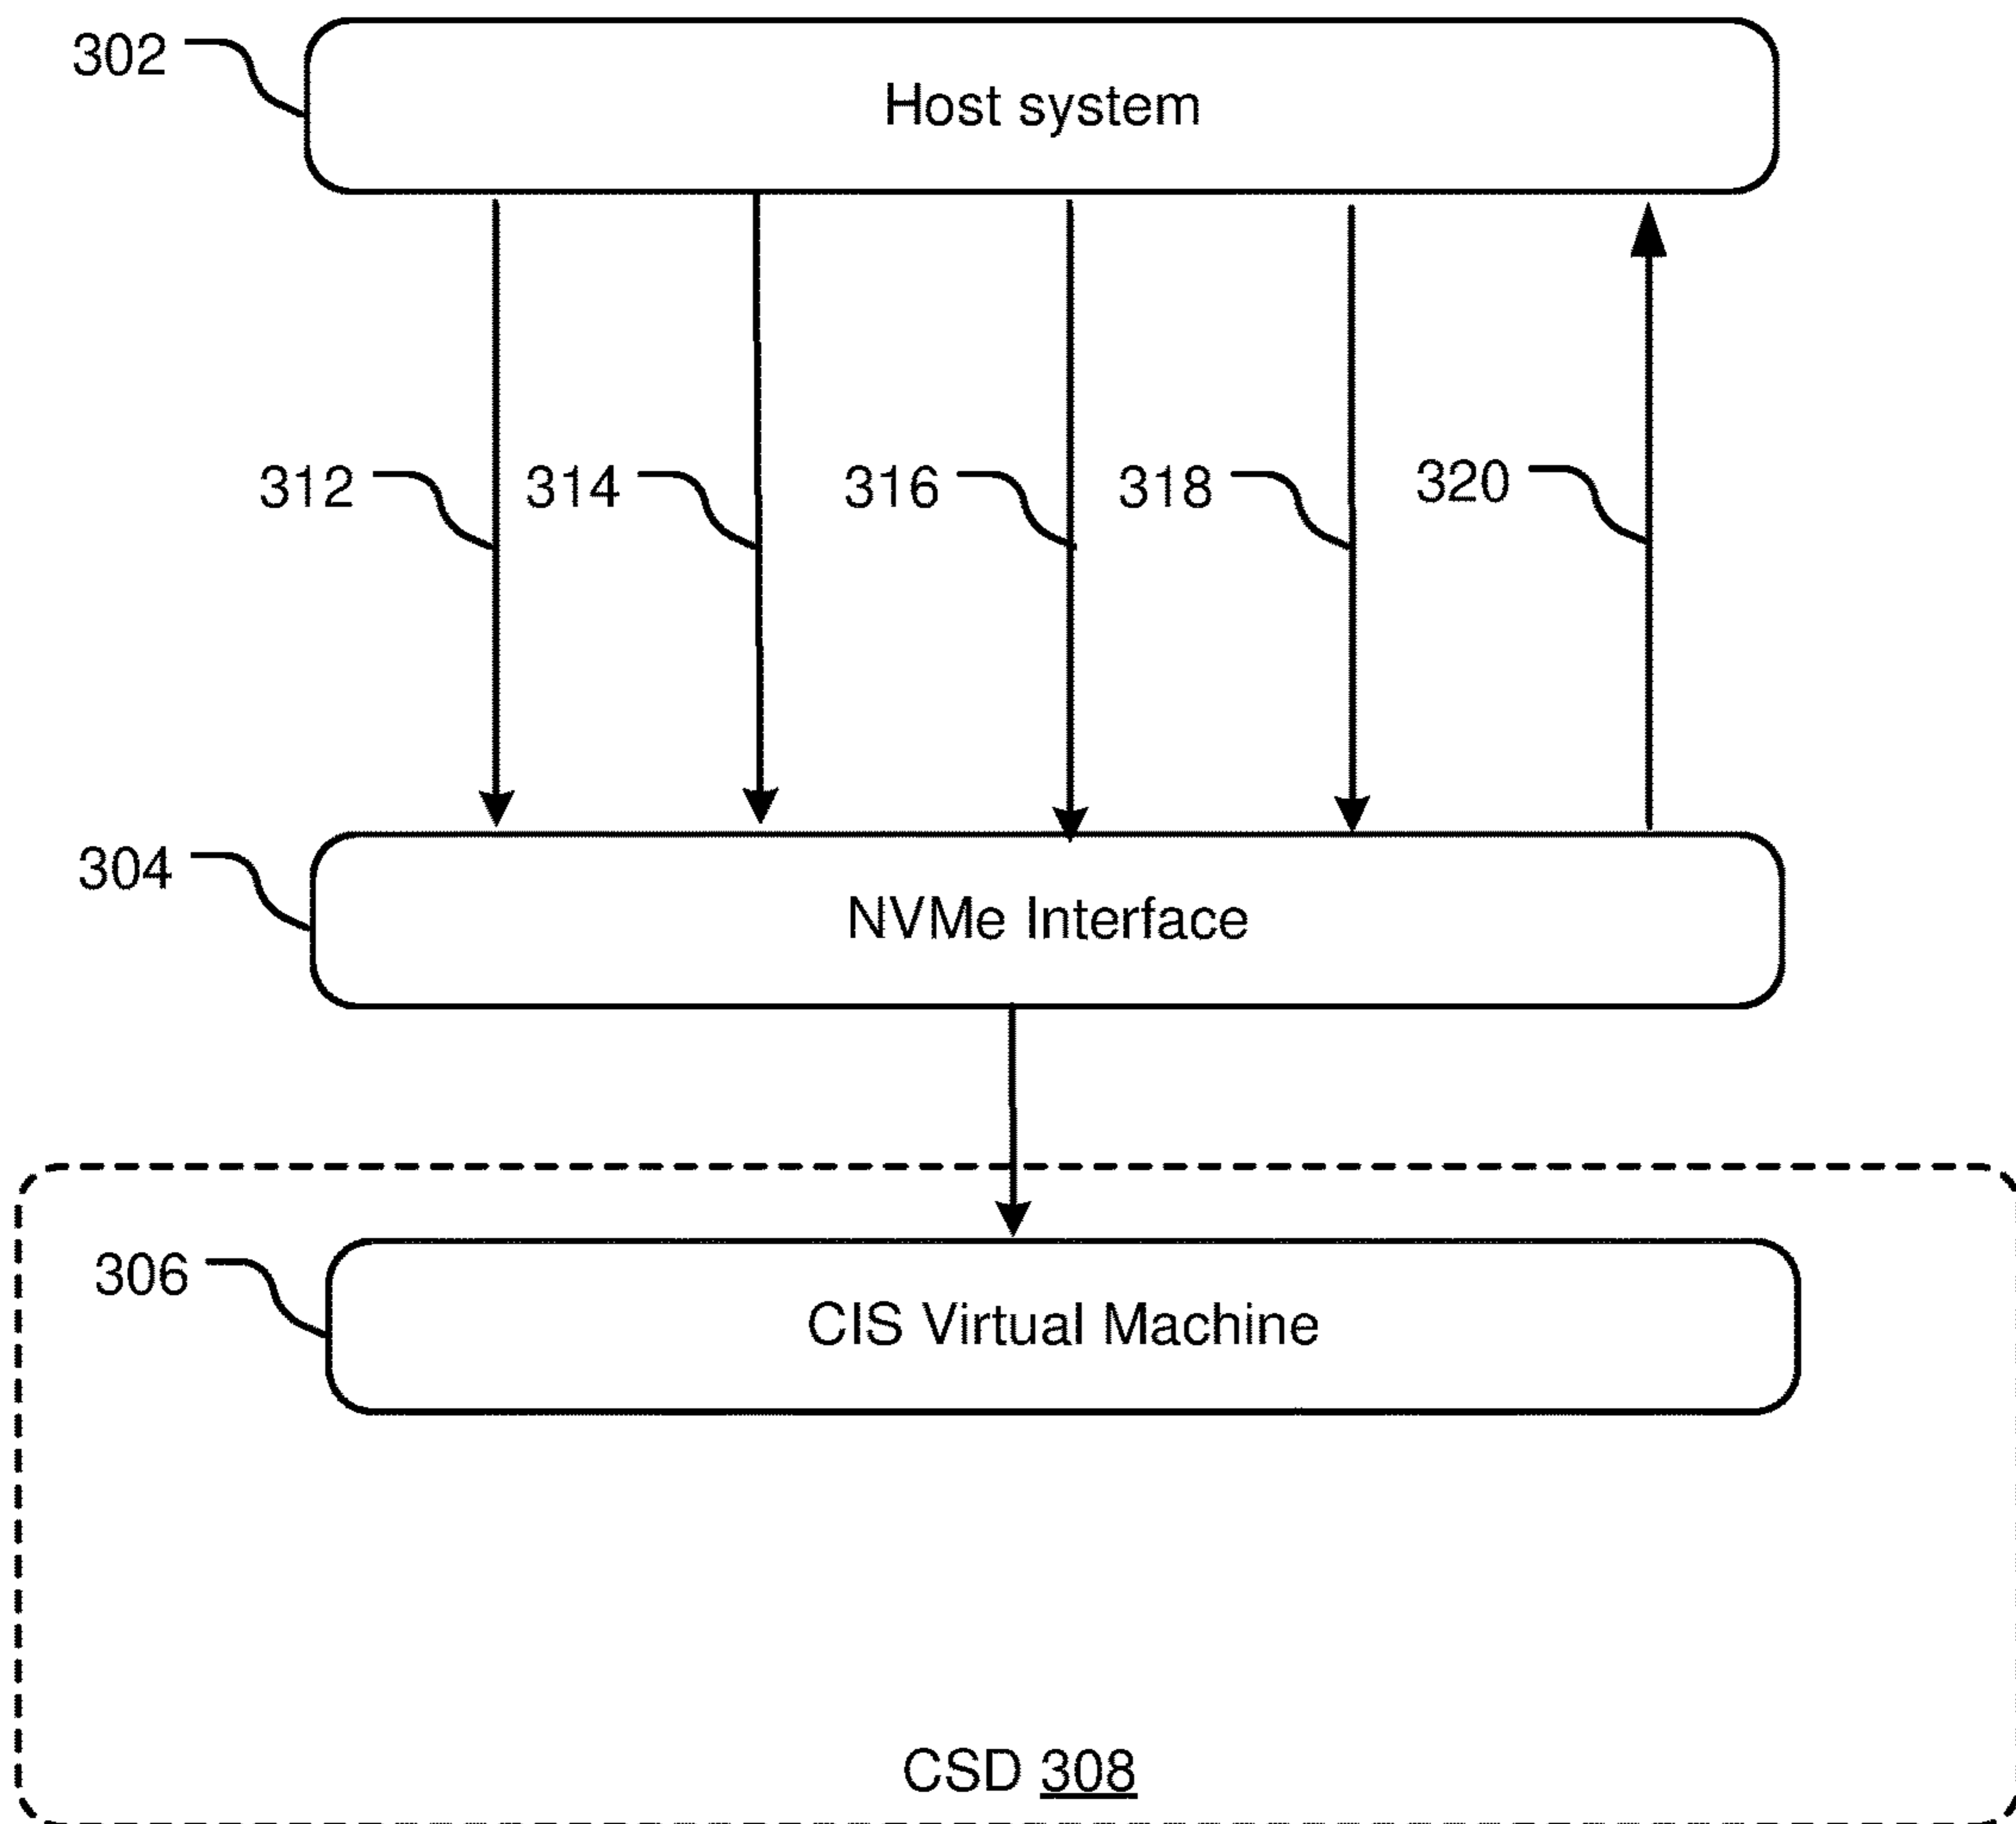 302
Host system
312 314 316 318 320
304
NVMe Interface
306
CIS Virtual Machine
CSD 308